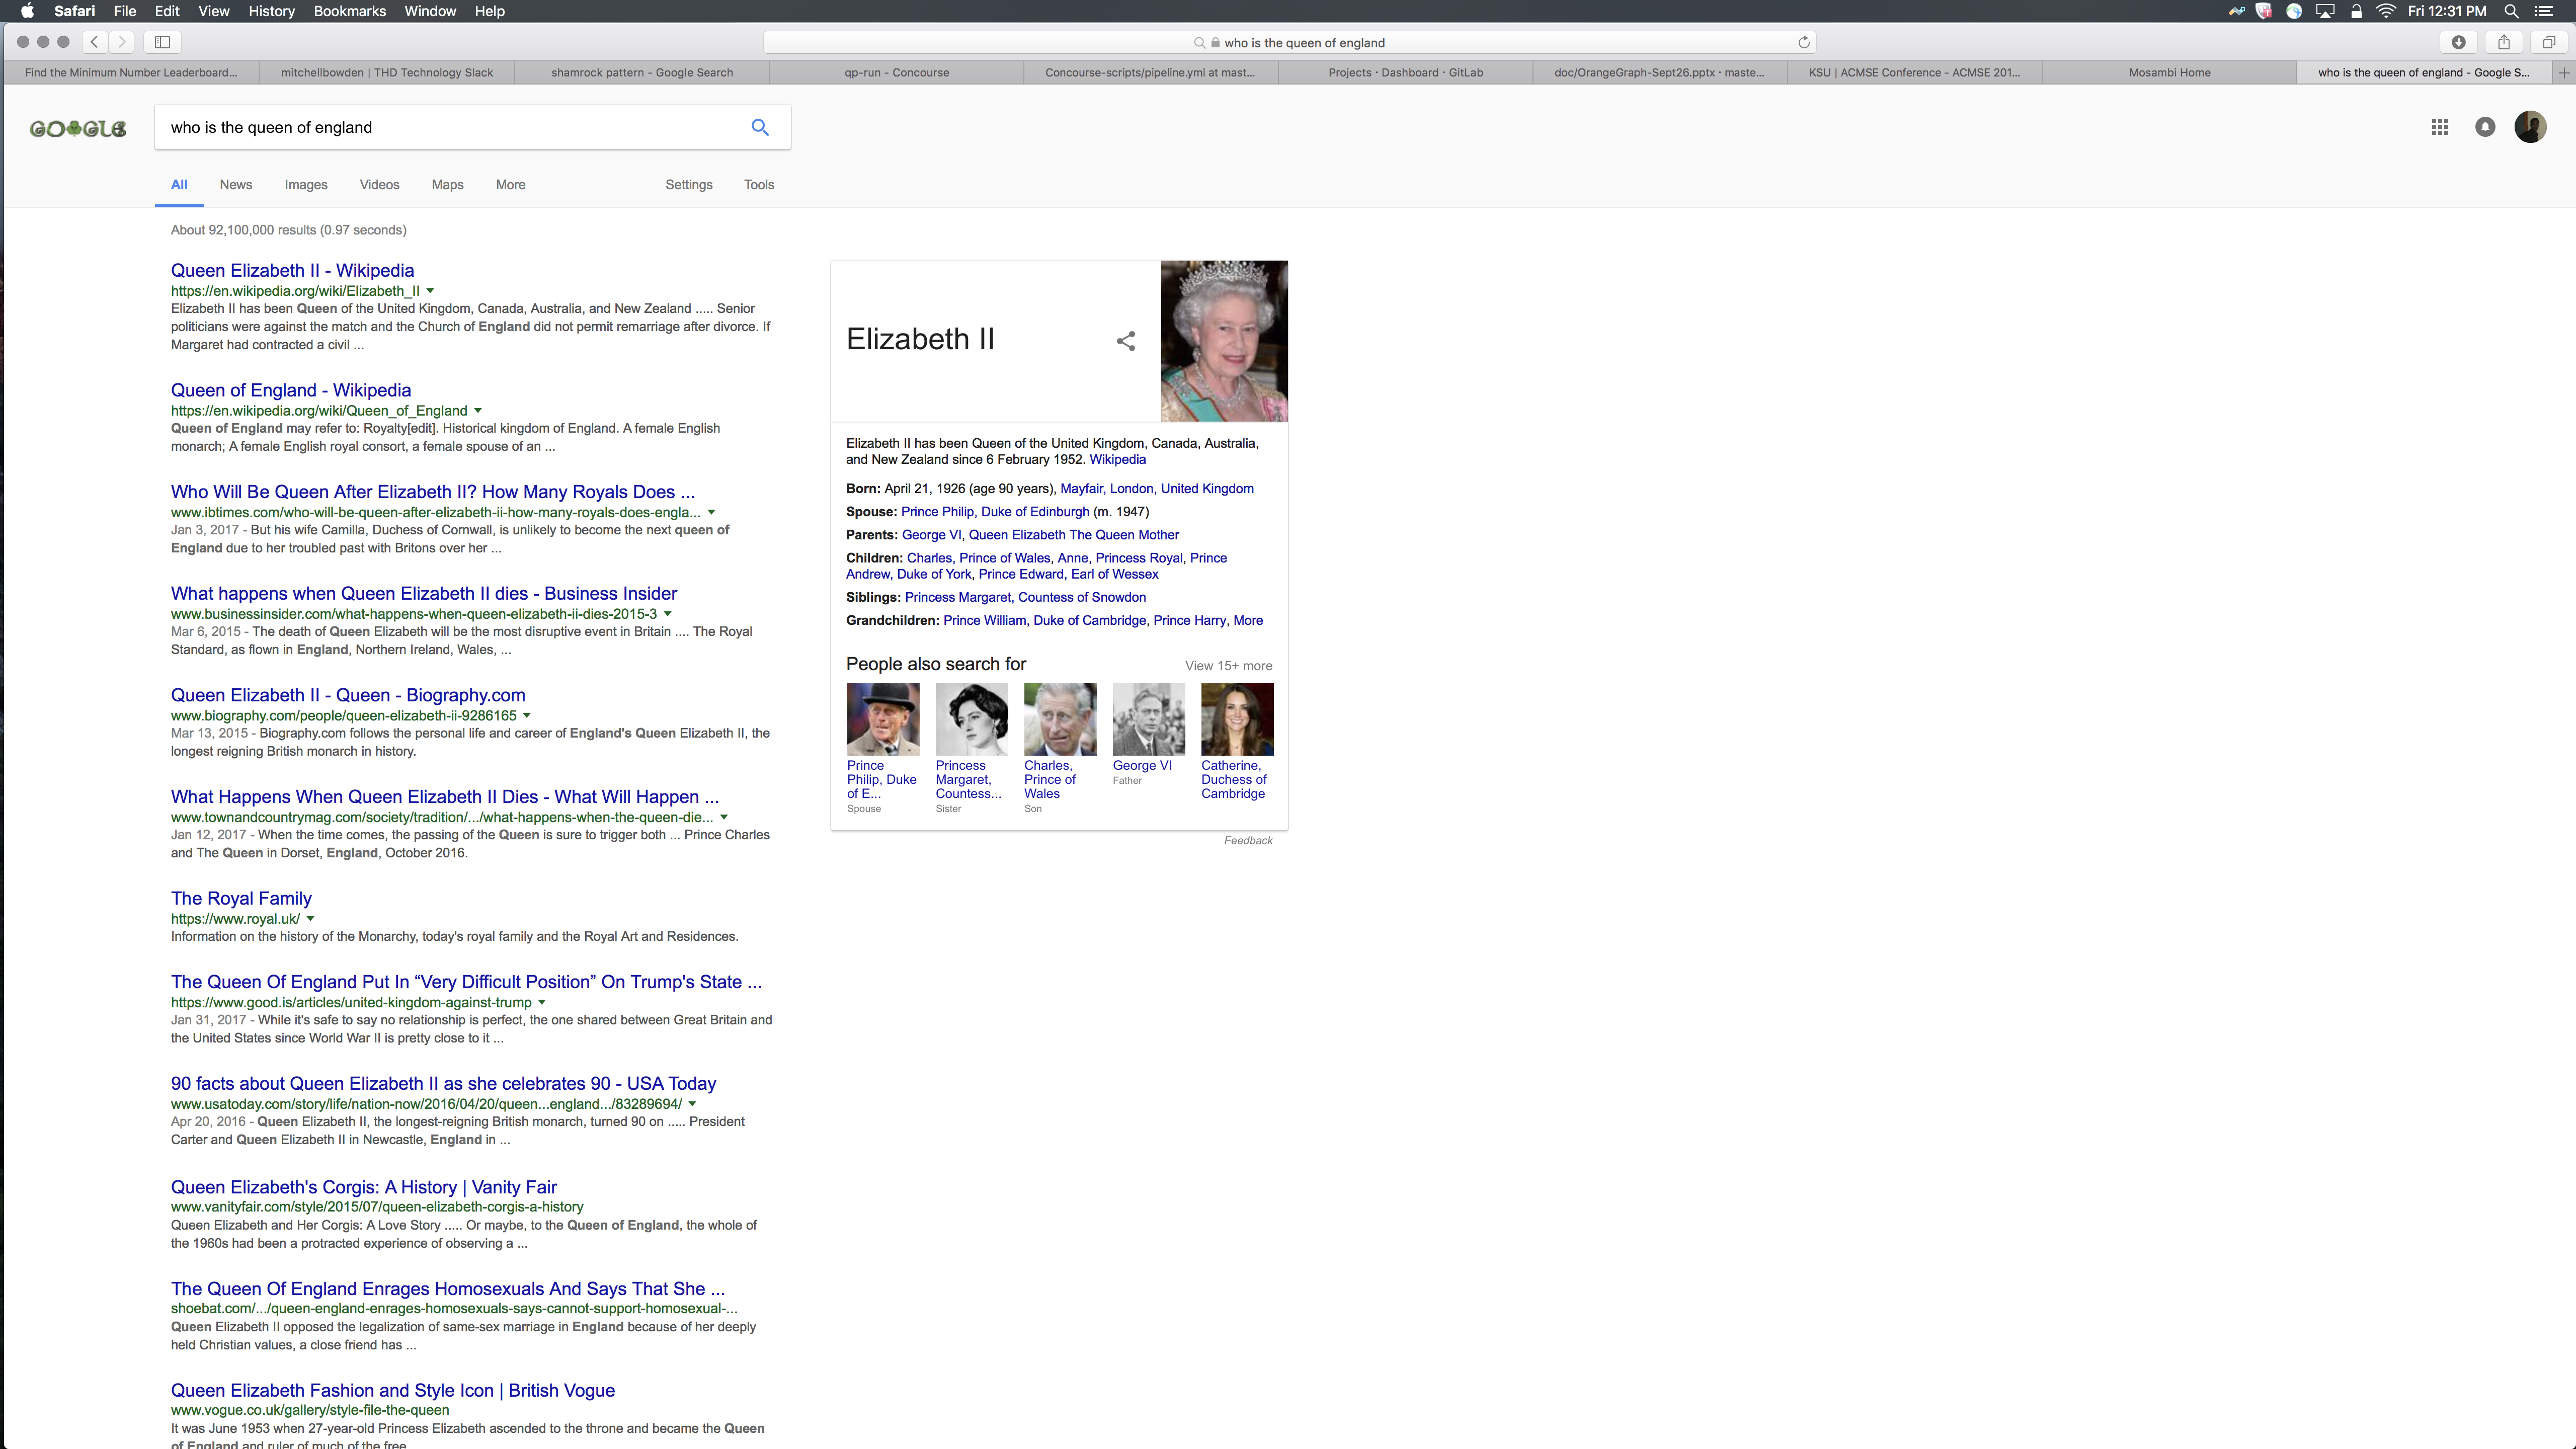 Safari File Edit View History Bookmarks Window Help Fri 12:31 PM
who is the queen of england
Find the Minimum Number Leaderboard... mitchellbowden | THD Technology Slack shamrock pattern - Google Search qp-run - Concourse Concourse-scripts/pipeline.yml at mast... Projects · Dashboard · GitLab doc/OrangeGraph-Sept26.pptx · maste... KSU | ACMSE Conference - ACMSE 201... Mosambi Home who is the queen of england - Google S...
GOOGLE
who is the queen of england
All News Images Videos Maps More Settings Tools
About 92,100,000 results (0.97 seconds)
Queen Elizabeth II - Wikipedia
https://en.wikipedia.org/wiki/Elizabeth_II
Elizabeth II has been Queen of the United Kingdom, Canada, Australia, and New Zealand ..... Senior
politicians were against the match and the Church of England did not permit remarriage after divorce. If
Margaret had contracted a civil ...
Queen of England - Wikipedia
https://en.wikipedia.org/wiki/Queen_of_England
Queen of England may refer to: Royalty[edit]. Historical kingdom of England. A female English
monarch; A female English royal consort, a female spouse of an ...
Who Will Be Queen After Elizabeth II? How Many Royals Does ...
www.ibtimes.com/who-will-be-queen-after-elizabeth-ii-how-many-royals-does-engla...
Jan 3, 2017 - But his wife Camilla, Duchess of Cornwall, is unlikely to become the next queen of
England due to her troubled past with Britons over her ...
What happens when Queen Elizabeth II dies - Business Insider
www.businessinsider.com/what-happens-when-queen-elizabeth-ii-dies-2015-3
Mar 6, 2015 - The death of Queen Elizabeth will be the most disruptive event in Britain .... The Royal
Standard, as flown in England, Northern Ireland, Wales, ...
Queen Elizabeth II - Queen - Biography.com
www.biography.com/people/queen-elizabeth-ii-9286165
Mar 13, 2015 - Biography.com follows the personal life and career of England's Queen Elizabeth II, the
longest reigning British monarch in history.
What Happens When Queen Elizabeth II Dies - What Will Happen ...
www.townandcountrymag.com/society/tradition/.../what-happens-when-the-queen-die...
Jan 12, 2017 - When the time comes, the passing of the Queen is sure to trigger both ... Prince Charles
and The Queen in Dorset, England, October 2016.
The Royal Family
https://www.royal.uk/
Information on the history of the Monarchy, today's royal family and the Royal Art and Residences.
The Queen Of England Put In “Very Difficult Position” On Trump's State ...
https://www.good.is/articles/united-kingdom-against-trump
Jan 31, 2017 - While it's safe to say no relationship is perfect, the one shared between Great Britain and
the United States since World War II is pretty close to it ...
90 facts about Queen Elizabeth II as she celebrates 90 - USA Today
www.usatoday.com/story/life/nation-now/2016/04/20/queen...england.../83289694/
Apr 20, 2016 - Queen Elizabeth II, the longest-reigning British monarch, turned 90 on ..... President
Carter and Queen Elizabeth II in Newcastle, England in ...
Queen Elizabeth's Corgis: A History | Vanity Fair
www.vanityfair.com/style/2015/07/queen-elizabeth-corgis-a-history
Queen Elizabeth and Her Corgis: A Love Story ..... Or maybe, to the Queen of England, the whole of
the 1960s had been a protracted experience of observing a ...
The Queen Of England Enrages Homosexuals And Says That She ...
shoebat.com/.../queen-england-enrages-homosexuals-says-cannot-support-homosexual-...
Queen Elizabeth II opposed the legalization of same-sex marriage in England because of her deeply
held Christian values, a close friend has ...
Queen Elizabeth Fashion and Style Icon | British Vogue
www.vogue.co.uk/gallery/style-file-the-queen
It was June 1953 when 27-year-old Princess Elizabeth ascended to the throne and became the Queen
of England and ruler of much of the free
Elizabeth II
Elizabeth II has been Queen of the United Kingdom, Canada, Australia,
and New Zealand since 6 February 1952. Wikipedia
Born: April 21, 1926 (age 90 years), Mayfair, London, United Kingdom
Spouse: Prince Philip, Duke of Edinburgh (m. 1947)
Parents: George VI, Queen Elizabeth The Queen Mother
Children: Charles, Prince of Wales, Anne, Princess Royal, Prince
Andrew, Duke of York, Prince Edward, Earl of Wessex
Siblings: Princess Margaret, Countess of Snowdon
Grandchildren: Prince William, Duke of Cambridge, Prince Harry, More
People also search for View 15+ more
Prince
Philip, Duke
of E...
Spouse
Princess
Margaret,
Countess...
Sister
Charles,
Prince of
Wales
Son
George VI
Father
Catherine,
Duchess of
Cambridge
Feedback